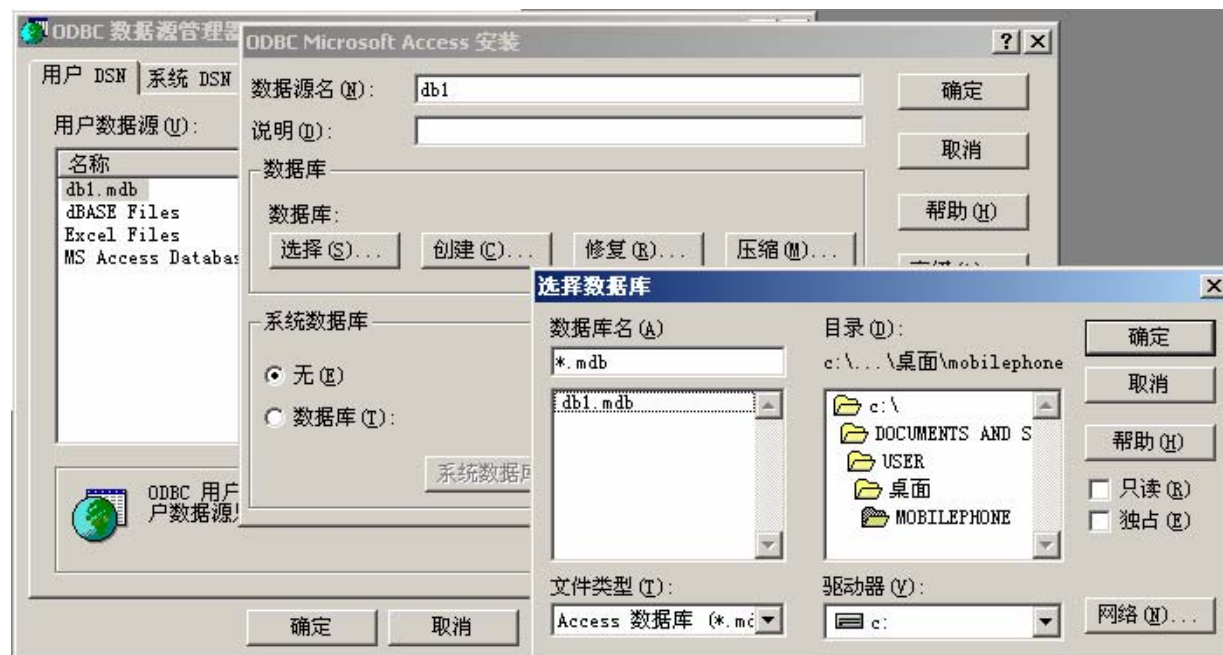 ODBC 数据源管理器
用户 DSN
系统 DSN
用户数据源(U):
名称
db1.mdb
dBASE Files
Excel Files
MS Access Databas
ODBC 用户
户数据源
确定
取消
ODBC Microsoft Access 安装
数据源名(N):
db1
确定
说明(D):
取消
数据库
帮助(H)
数据库:
选择(S)...
创建(C)...
修复(R)...
压缩(M)...
系统数据库
无(E)
数据库(T):
系统数据库
选择数据库
数据库名(A)
*.mdb
db1.mdb
目录(D):
c:\...\桌面\mobilephone
c:\
DOCUMENTS AND S
USER
桌面
MOBILEPHONE
确定
取消
帮助(H)
只读(R)
独占(E)
文件类型(T):
Access 数据库 (*.md
驱动器(V):
c:
网络(N)...